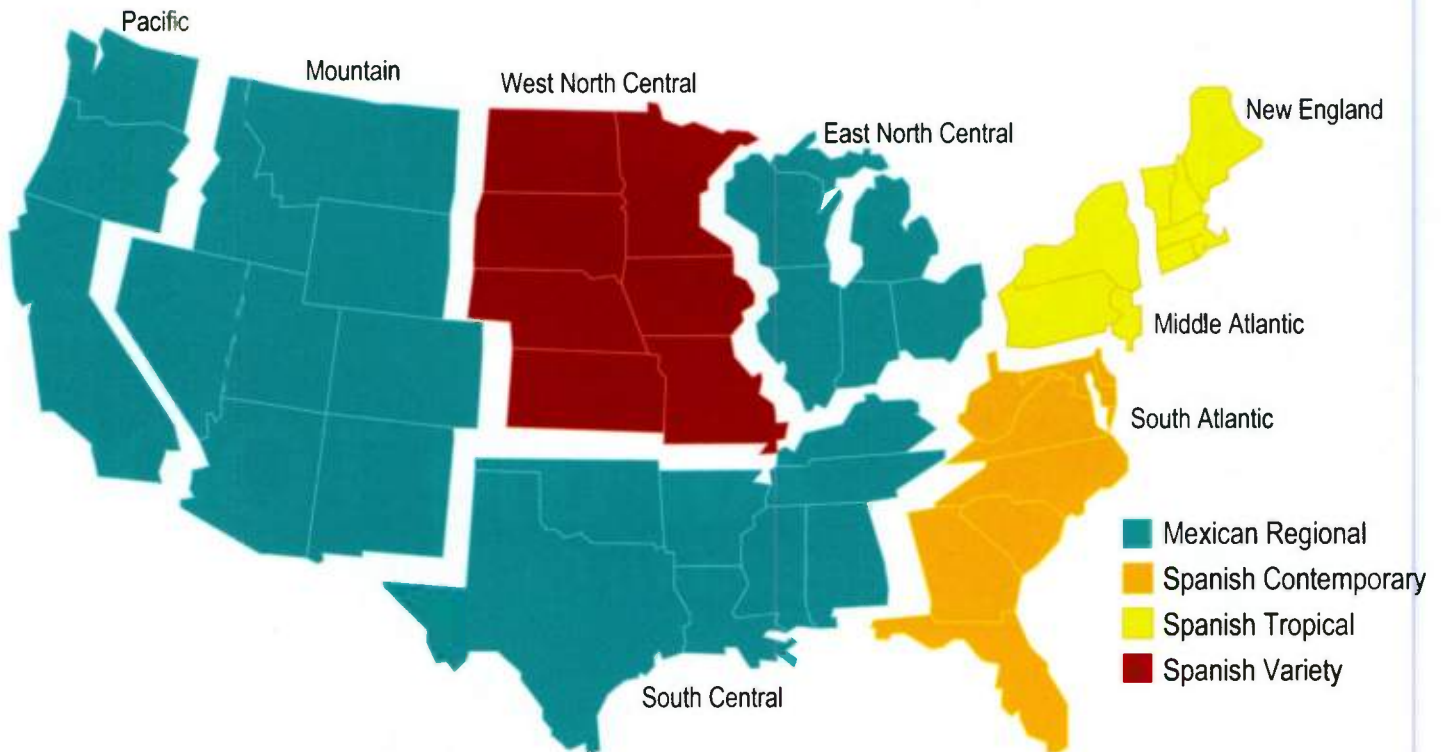 Pacific
Mountain
West North Central
East North Central
New England
Middle Atlantic
South Atlantic
Mexican Regional
Spanish Contemporary
Spanish Tropical
Spanish Variety
South Central